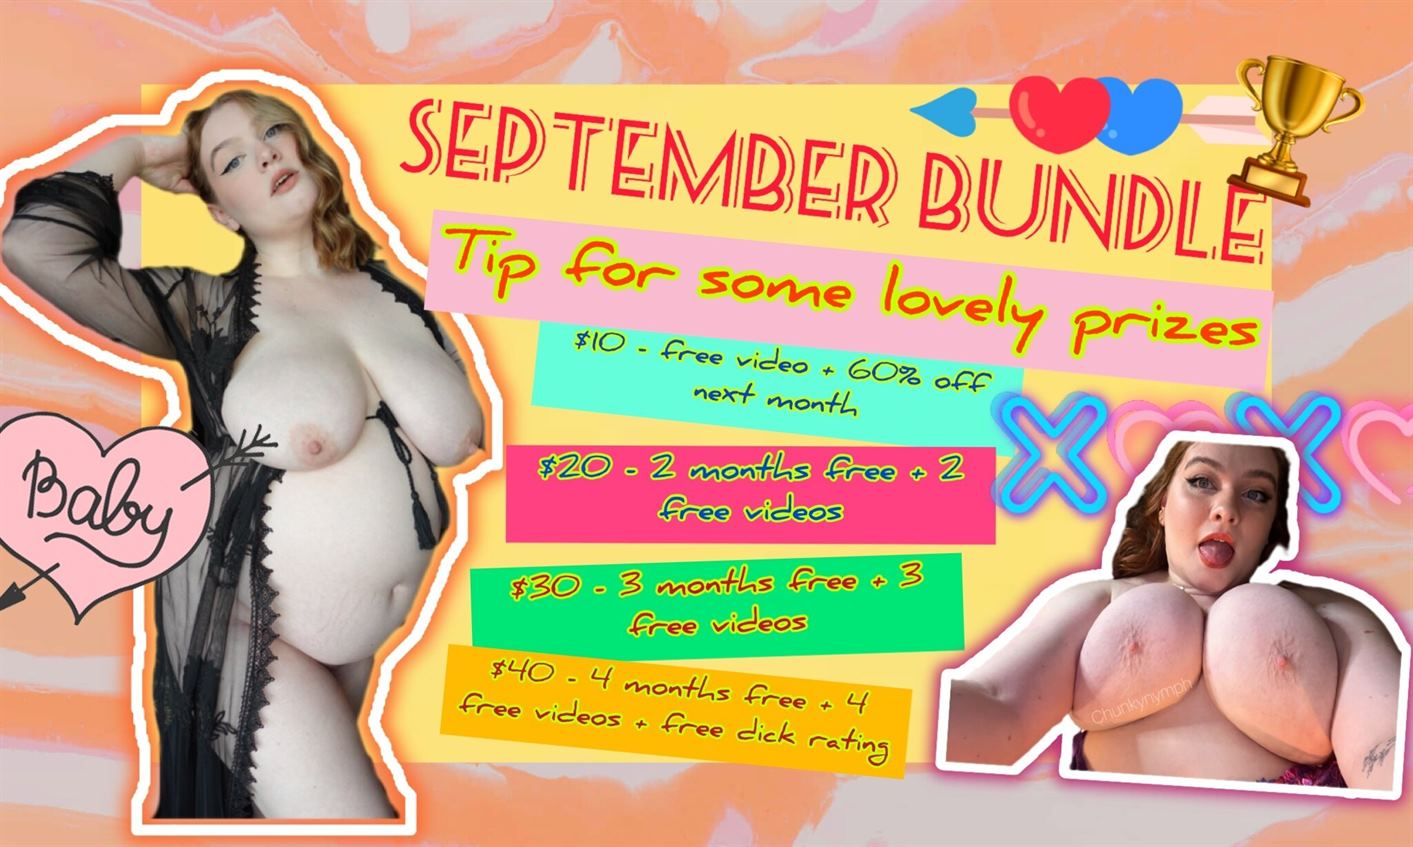 SEPTEMBER BUNDLE
Tip for some lovely prizes
$10 - free video + 60% off
next month
$20 - 2 months free + 2
free videos
$30 - 3 months free + 3
free videos
$40 - 4 months free + 4
free videos + free dick rating
Baby
XOXO
Chunkynymph